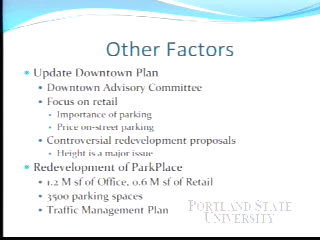 Other Factors
Update Downtown Plan
Downtown Advisory Committee
Focus on retail
Importance of parking
Price on-street parking
Controversial redevelopment proposals
Height is a major issue
Redevelopment of ParkPlace
1.2 M sf of Office, 0.6 M sf of Retail
3500 parking spaces
Traffic Management Plan
PORTLAND STATE
UNIVERSITY